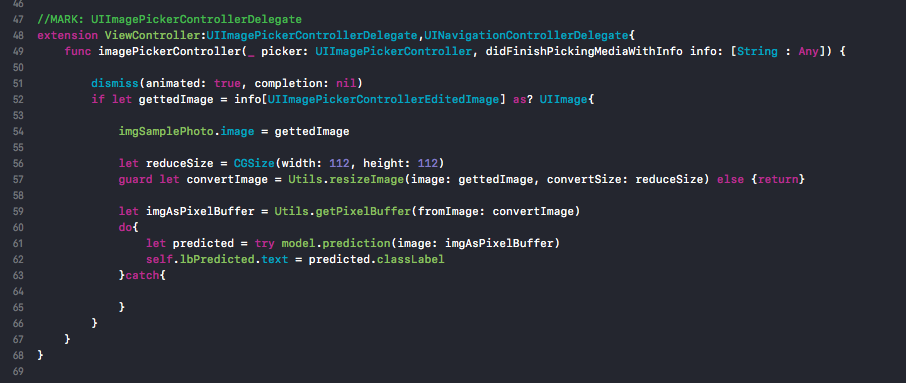 46
47 //MARK: UIImagePickerControllerDelegate
48 extension ViewController:UIImagePickerControllerDelegate,UINavigationControllerDelegate{
49     func imagePickerController(_ picker: UIImagePickerController, didFinishPickingMediaWithInfo info: [String : Any]) {
50
51         dismiss(animated: true, completion: nil)
52         if let gettedImage = info[UIImagePickerControllerEditedImage] as? UIImage{
53
54             imgSamplePhoto.image = gettedImage
55
56             let reduceSize = CGSize(width: 112, height: 112)
57             guard let convertImage = Utils.resizeImage(image: gettedImage, convertSize: reduceSize) else {return}
58
59             let imgAsPixelBuffer = Utils.getPixelBuffer(fromImage: convertImage)
60             do{
61                 let predicted = try model.prediction(image: imgAsPixelBuffer)
62                 self.lbPredicted.text = predicted.classLabel
63             }catch{
64
65             }
66         }
67     }
68 }
69